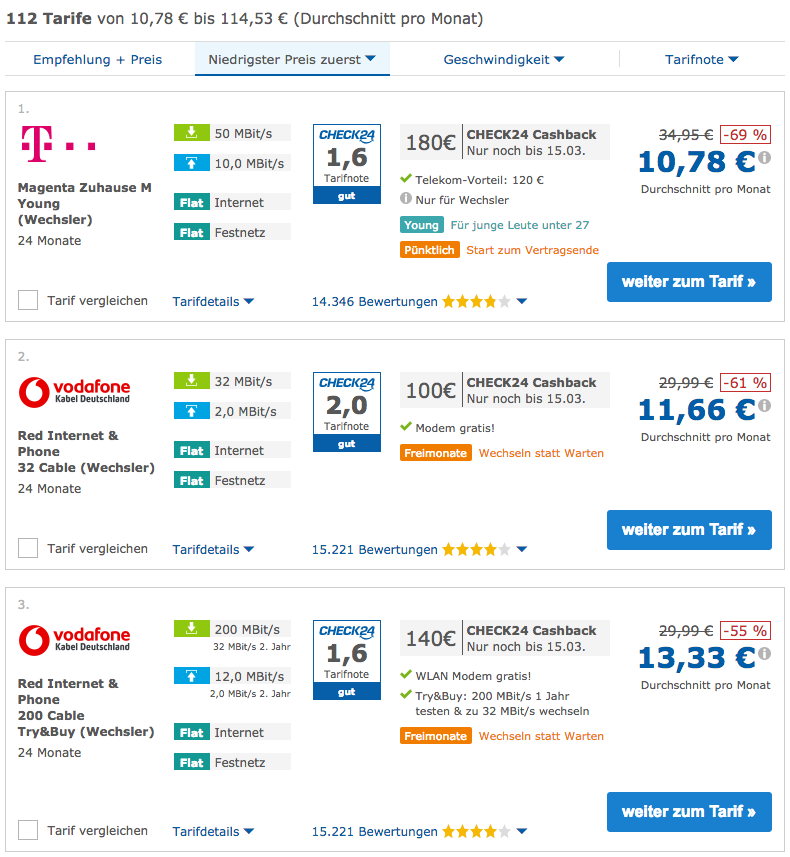 112 Tarife von 10,78 € bis 114,53 € (Durchschnitt pro Monat)
Empfehlung + Preis
Niedrigster Preis zuerst
Geschwindigkeit
Tarifnote
1.
T
Magenta Zuhause M
Young
(Wechsler)
24 Monate
50 MBit/s
10,0 MBit/s
Flat Internet
Flat Festnetz
CHECK24
1,6
Tarifnote
gut
180€
CHECK24 Cashback
Nur noch bis 15.03.
Telekom-Vorteil: 120 €
Nur für Wechsler
Young Für junge Leute unter 27
Pünktlich Start zum Vertragsende
34,95 € -69 %
10,78 €
Durchschnitt pro Monat
weiter zum Tarif »
Tarif vergleichen
Tarifdetails
14.346 Bewertungen
2.
vodafone
Kabel Deutschland
Red Internet &
Phone
32 Cable (Wechsler)
24 Monate
32 MBit/s
2,0 MBit/s
Flat Internet
Flat Festnetz
CHECK24
2,0
Tarifnote
gut
100€
CHECK24 Cashback
Nur noch bis 15.03.
Modem gratis!
Freimonate Wechseln statt Warten
29,99 € -61 %
11,66 €
Durchschnitt pro Monat
weiter zum Tarif »
Tarif vergleichen
Tarifdetails
15.221 Bewertungen
3.
vodafone
Kabel Deutschland
Red Internet &
Phone
200 Cable
Try&Buy (Wechsler)
24 Monate
200 MBit/s
32 MBit/s 2. Jahr
12,0 MBit/s
2,0 MBit/s 2. Jahr
Flat Internet
Flat Festnetz
CHECK24
1,6
Tarifnote
gut
140€
CHECK24 Cashback
Nur noch bis 15.03.
WLAN Modem gratis!
Try&Buy: 200 MBit/s 1 Jahr
testen & zu 32 MBit/s wechseln
Freimonate Wechseln statt Warten
29,99 € -55 %
13,33 €
Durchschnitt pro Monat
weiter zum Tarif »
Tarif vergleichen
Tarifdetails
15.221 Bewertungen